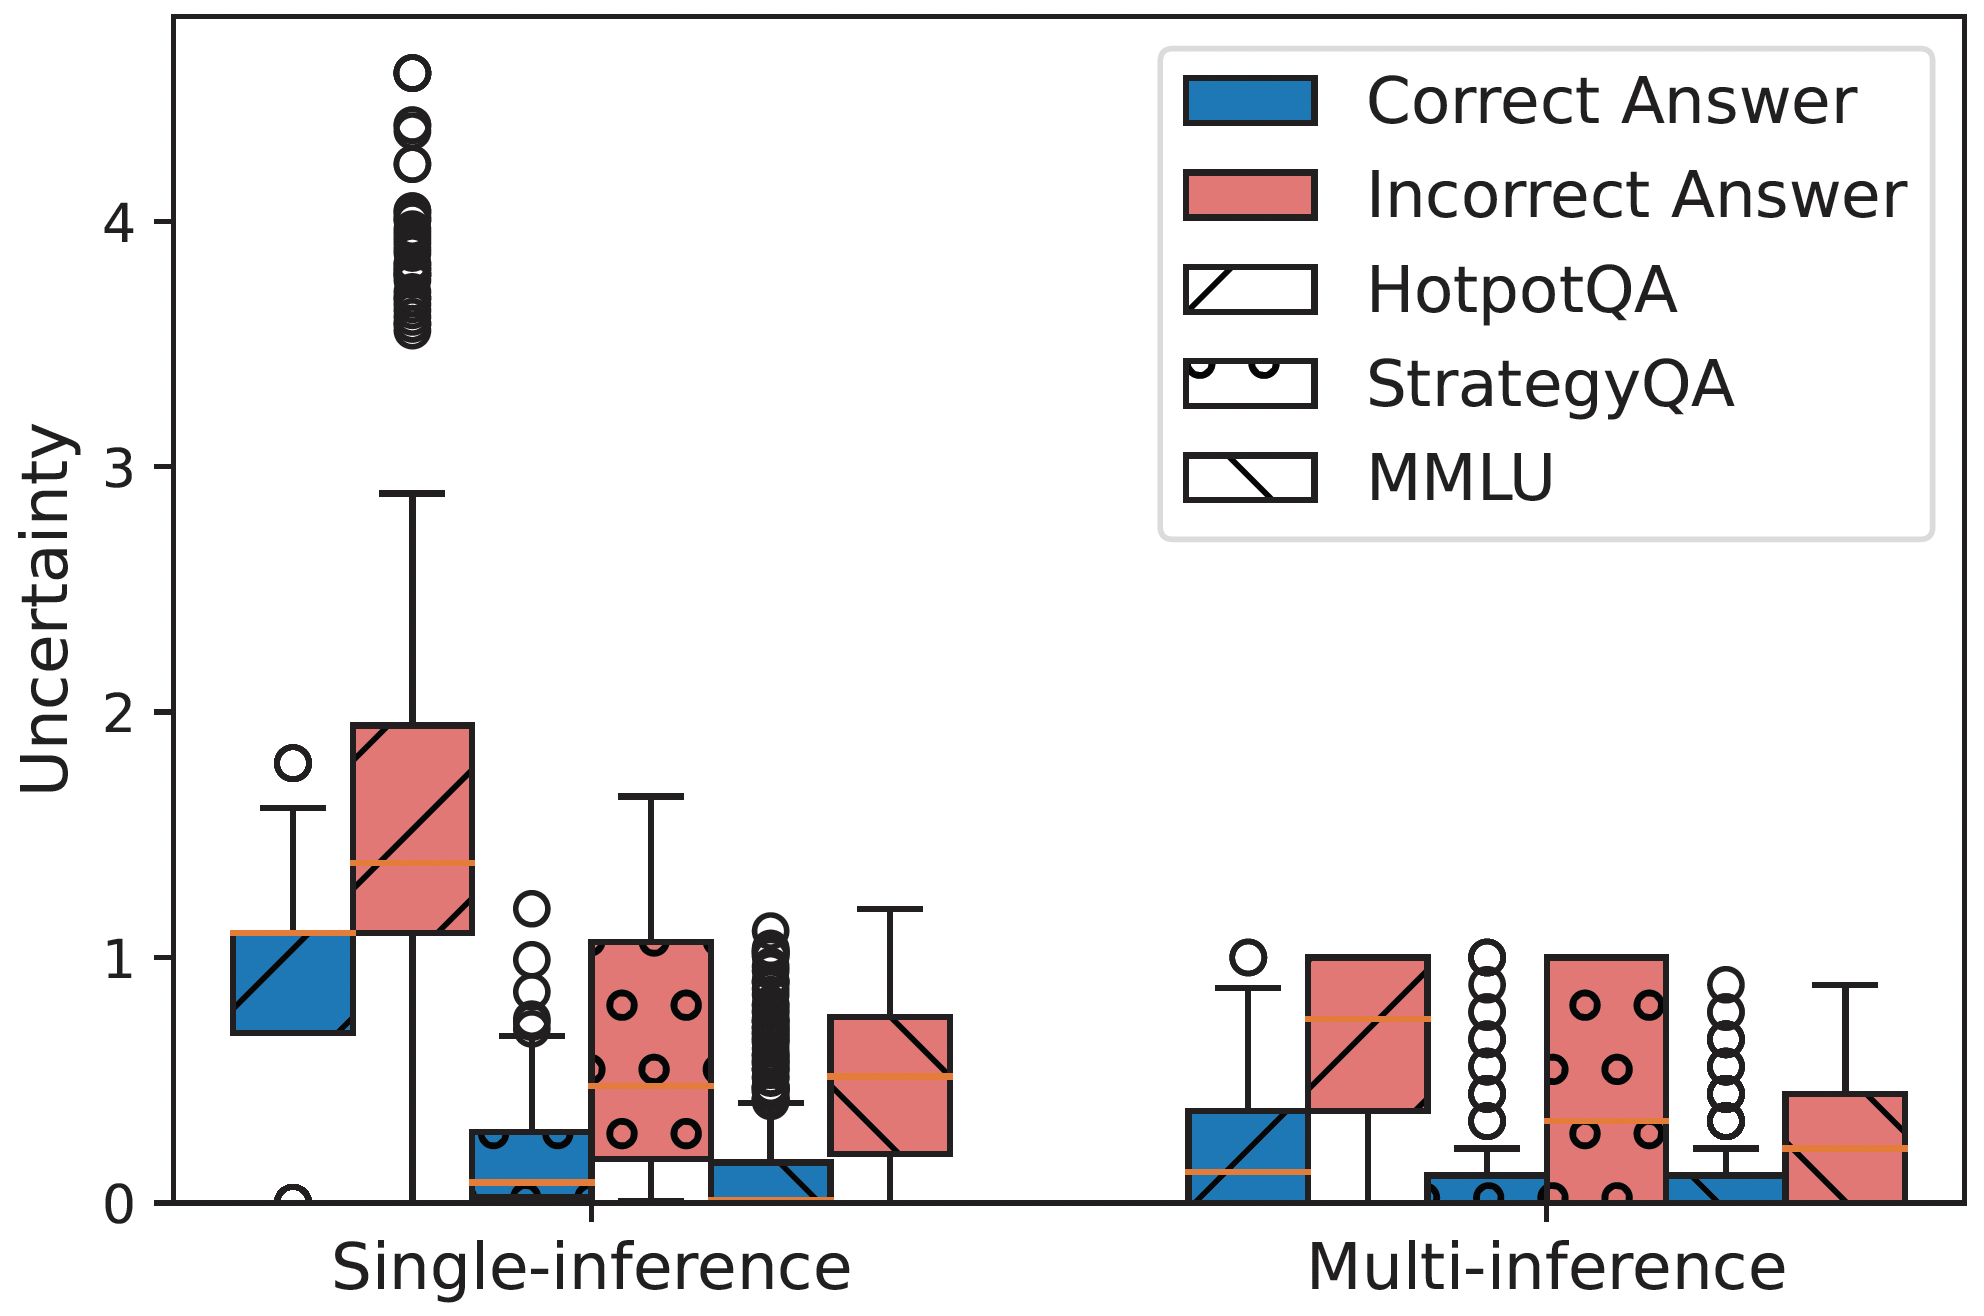 Uncertainty
4
3
2
1
0
Single-inference
Multi-inference
Correct Answer
Incorrect Answer
HotpotQA
StrategyQA
MMLU